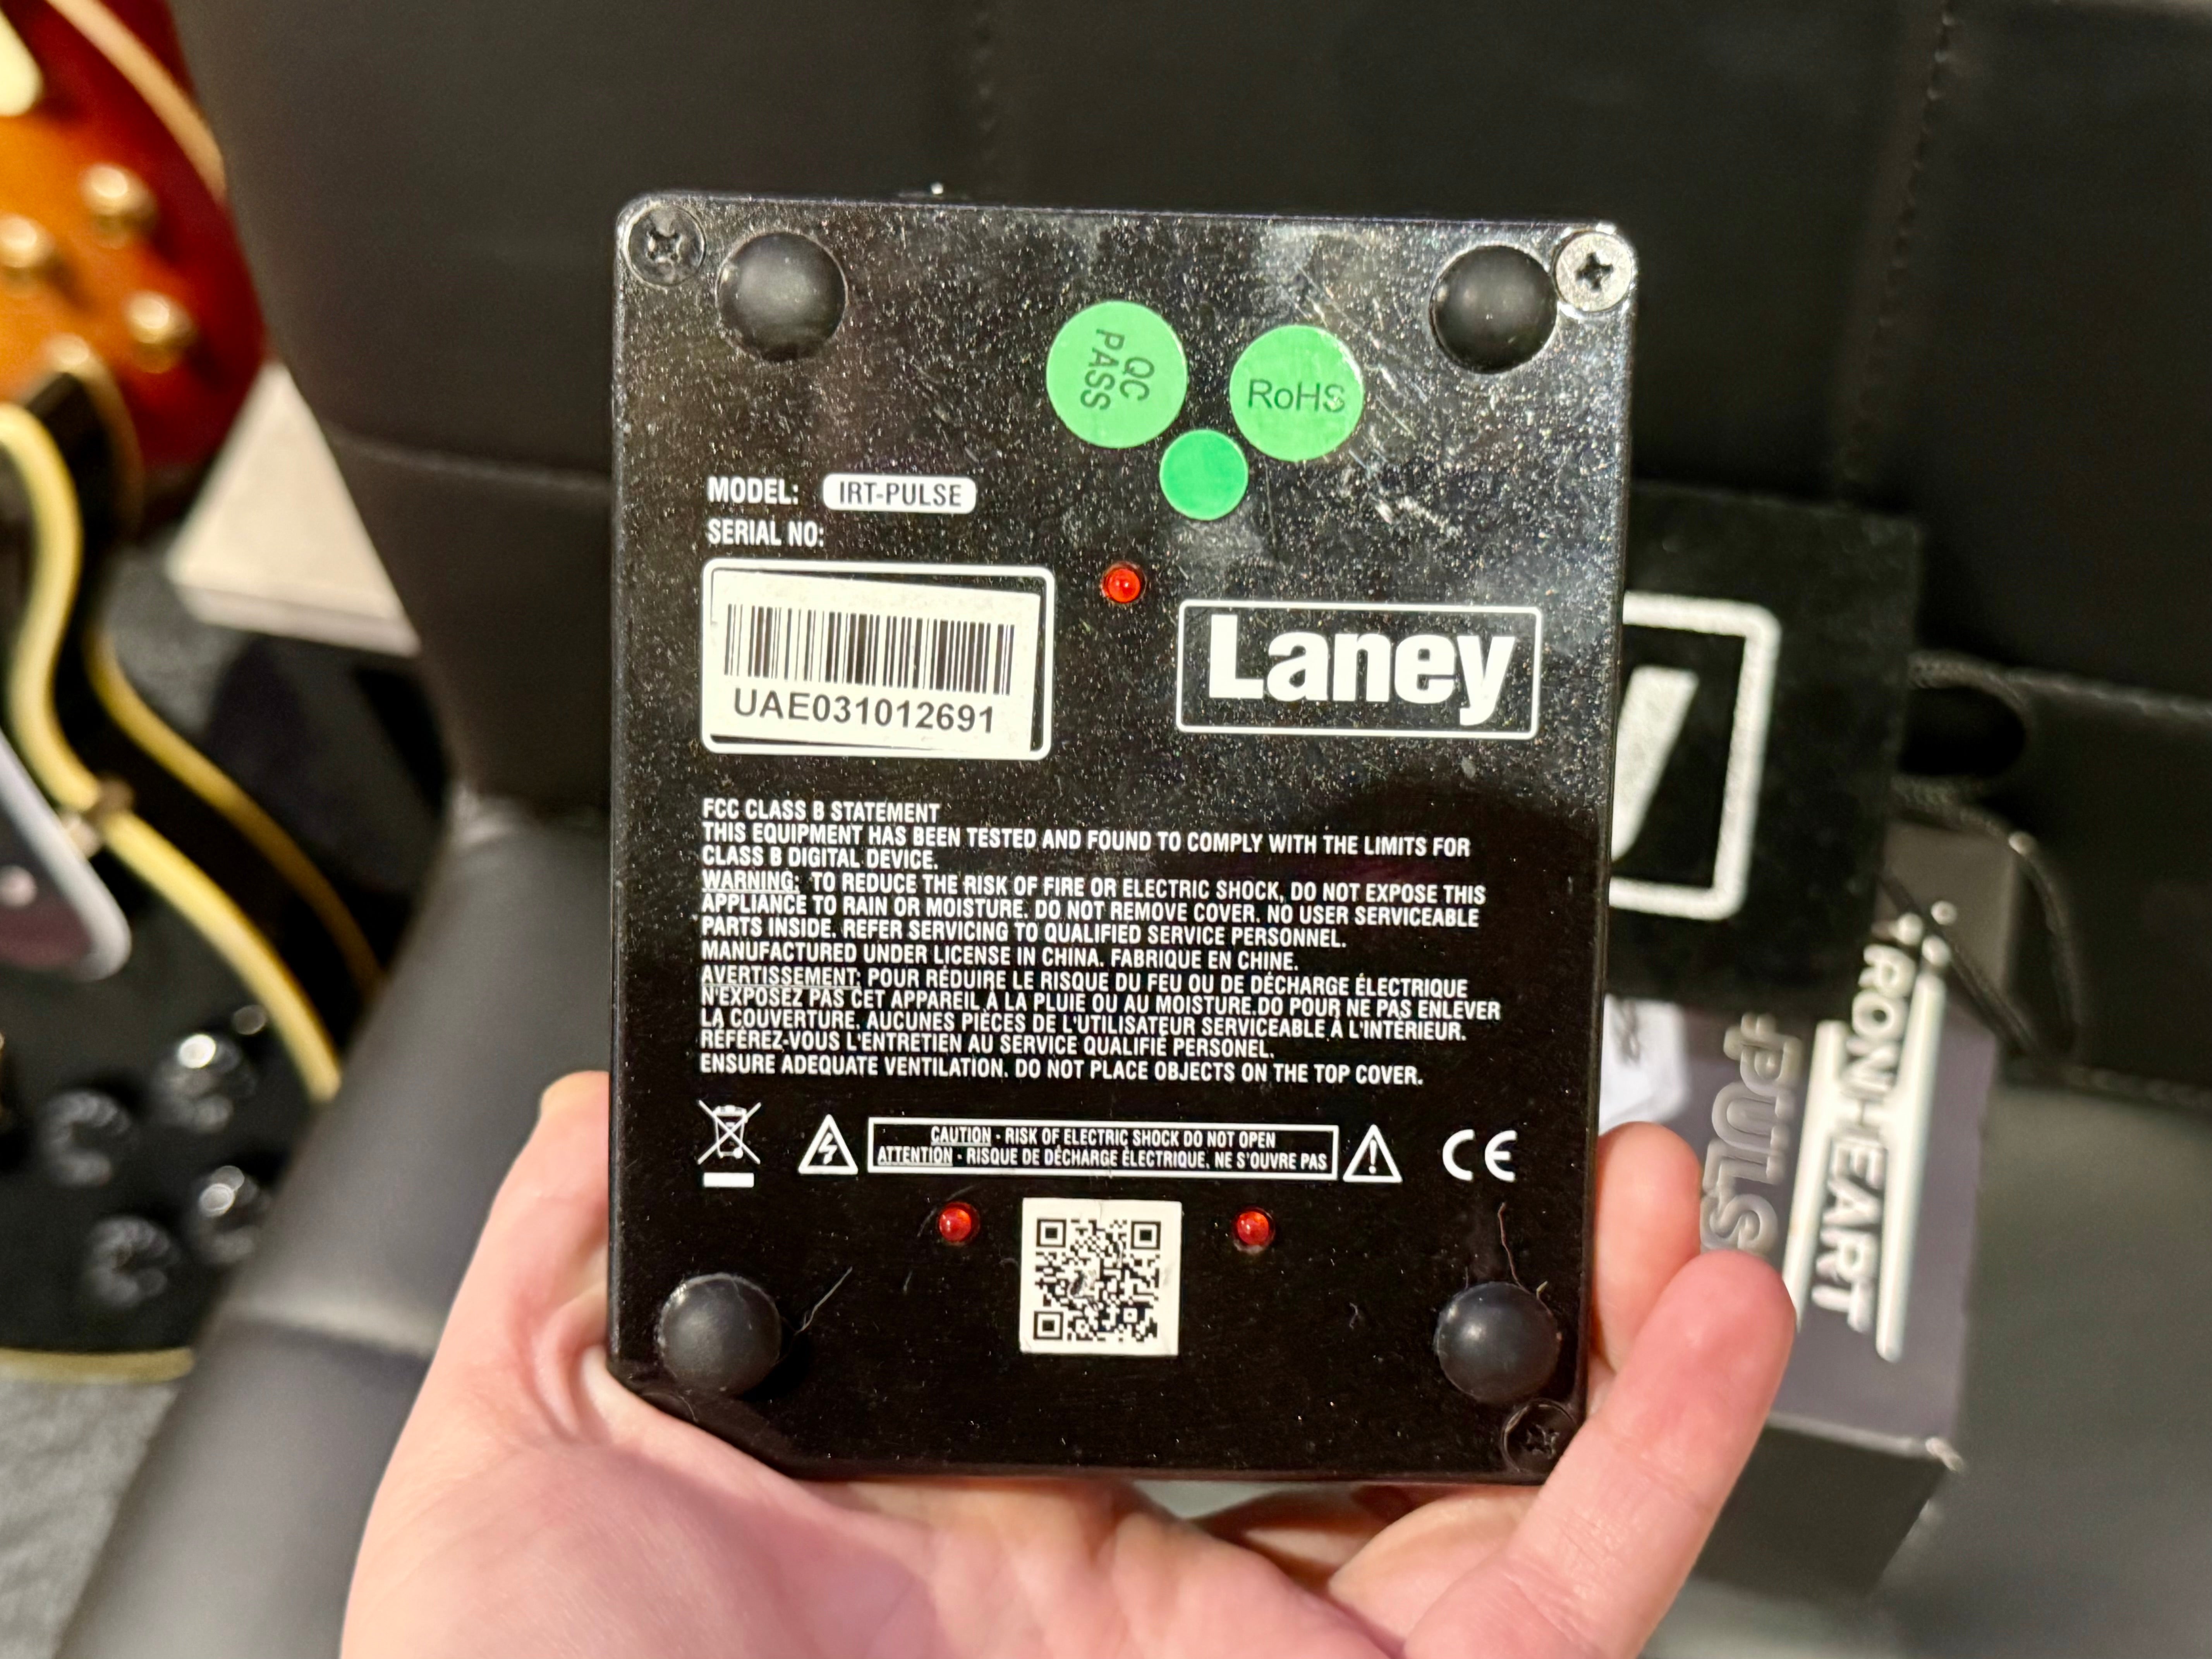 QC
PASS
RoHS
MODEL: IRT-PULSE
SERIAL NO:
UAE031012691
Laney
FCC CLASS B STATEMENT
THIS EQUIPMENT HAS BEEN TESTED AND FOUND TO COMPLY WITH THE LIMITS FOR
CLASS B DIGITAL DEVICE.
WARNING: TO REDUCE THE RISK OF FIRE OR ELECTRIC SHOCK, DO NOT EXPOSE THIS
APPLIANCE TO RAIN OR MOISTURE. DO NOT REMOVE COVER. NO USER SERVICEABLE
PARTS INSIDE. REFER SERVICING TO QUALIFIED SERVICE PERSONNEL.
MANUFACTURED UNDER LICENSE IN CHINA. FABRIQUE EN CHINE.
AVERTISSEMENT: POUR RÉDUIRE LE RISQUE DU FEU OU DE DÉCHARGE ÉLECTRIQUE
N'EXPOSEZ PAS CET APPAREIL À LA PLUIE OU AU MOISTURE.DO POUR NE PAS ENLEVER
LA COUVERTURE. AUCUNES PIÈCES DE L'UTILISATEUR SERVICEABLE À L'INTÉRIEUR.
RÉFÉREZ-VOUS L'ENTRETIEN AU SERVICE QUALIFIÉ PERSONEL.
ENSURE ADEQUATE VENTILATION. DO NOT PLACE OBJECTS ON THE TOP COVER.
CAUTION - RISK OF ELECTRIC SHOCK DO NOT OPEN
ATTENTION - RISQUE DE DÉCHARGE ÉLECTRIQUE, NE S'OUVRE PAS
CE
IRONHEART